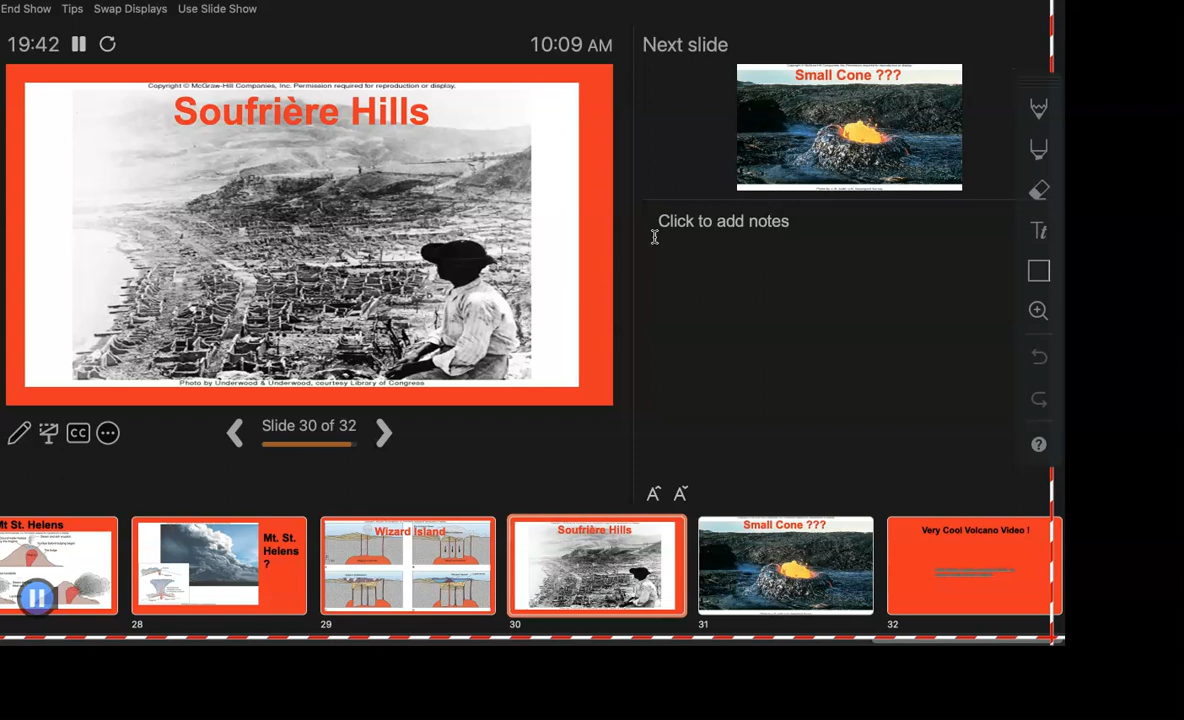 End Show Tips Swap Displays Use Slide Show
19:42
10:09 AM
Copyright © McGraw-Hill Companies, Inc. Permission required for reproduction or display.
Soufrière Hills
Photo by Underwood & Underwood, courtesy Library of Congress
CC
Slide 30 of 32
Next slide
Small Cone ???
Click to add notes
Tt
?
A A
Mt St. Helens
Mt. St.
Helens
?
28
Wizard Island
29
Soufrière Hills
30
Small Cone ???
31
Very Cool Volcano Video !
32